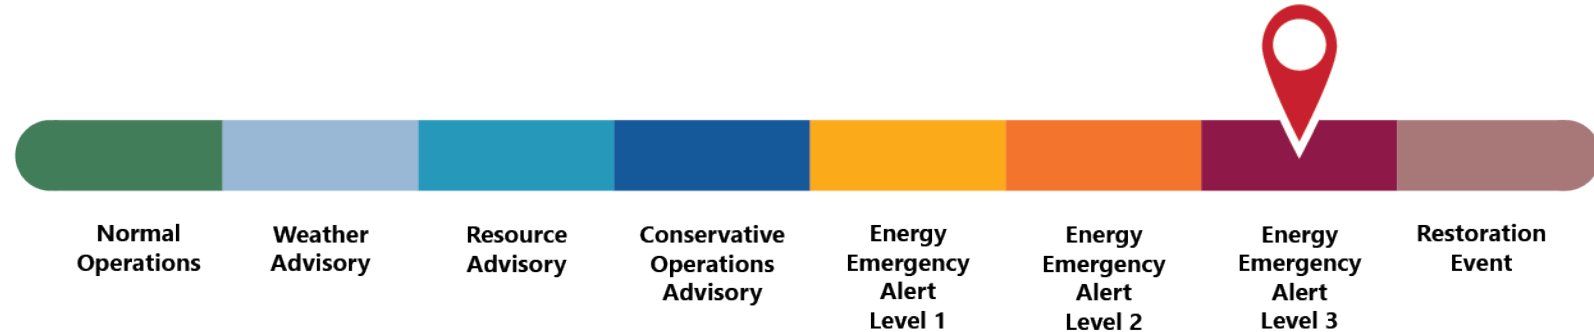 Normal
Operations
Weather
Advisory
Resource
Advisory
Conservative
Operations
Advisory
Energy
Emergency
Alert
Level 1
Energy
Emergency
Alert
Level 2
Energy
Emergency
Alert
Level 3
Restoration
Event